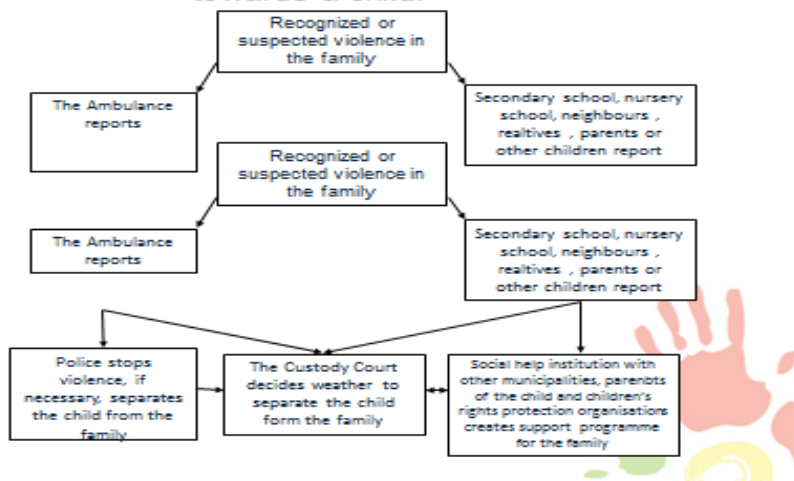 Recognized or
suspected violence in
the family
The Ambulance
reports
Secondary school, nursery
school, neighbours ,
realtives , parents or
other children report
Recognized or
suspected violence in
the family
The Ambulance
reports
Secondary school, nursery
school, neighbours ,
realtives , parents or
other children report
Police stops
violence, if
necessary, separates
the child from the
family
The Custody Court
decides weather to
separate the child
form the family
Social help institution with
other municipalities, parenbts
of the child and children's
rights protection organisations
creates support programme
for the family